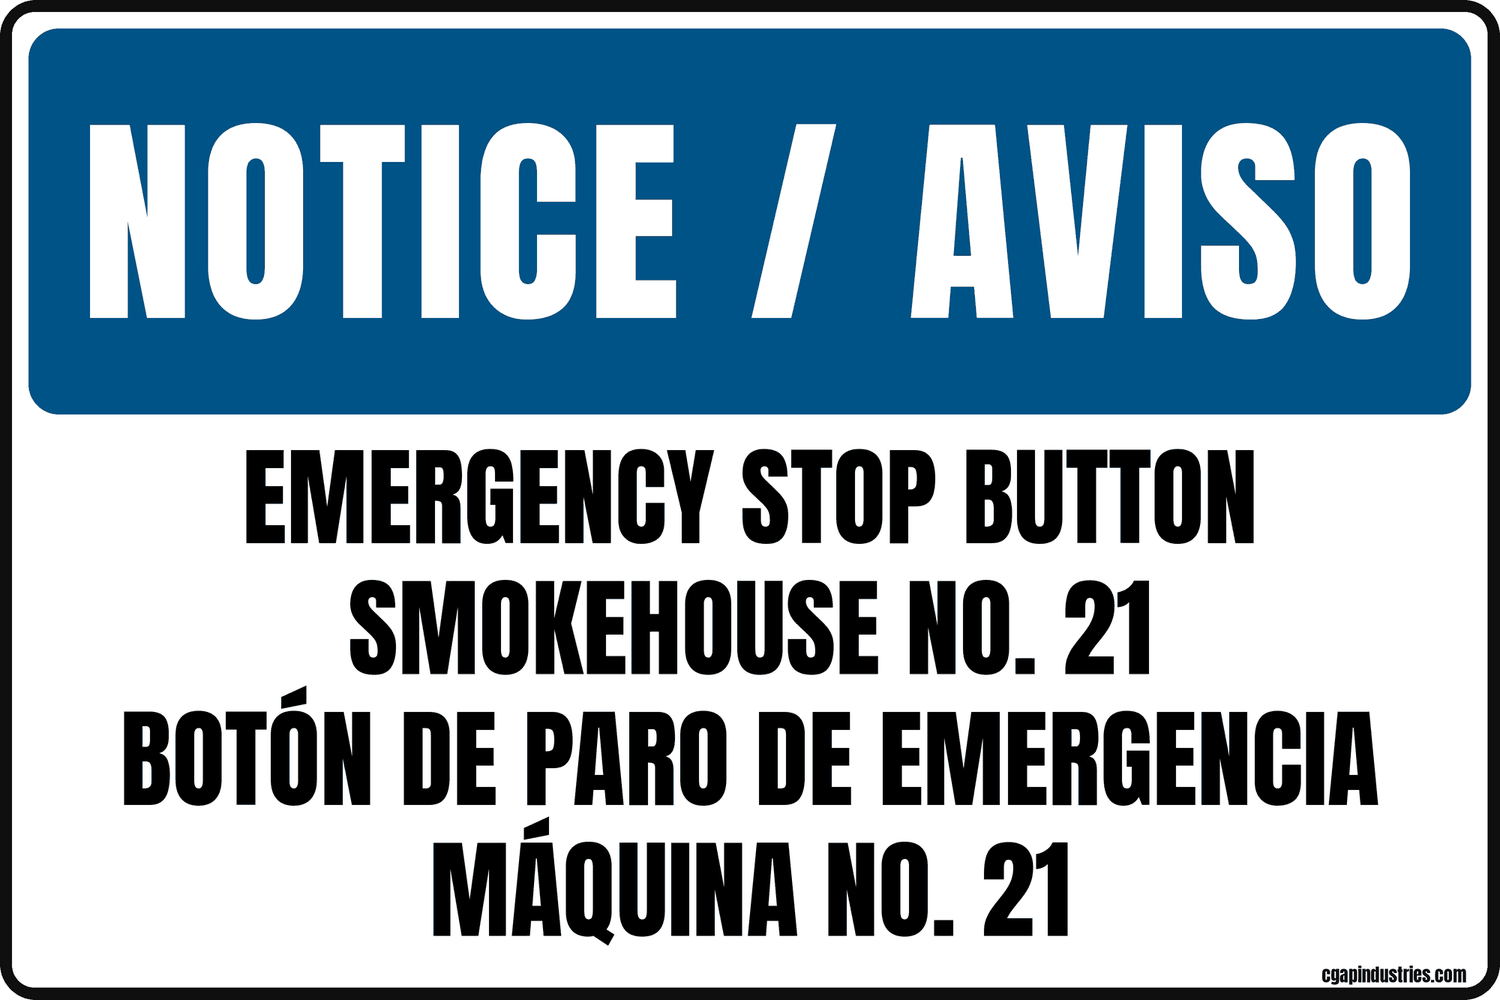 NOTICE / AVISO
EMERGENCY STOP BUTTON
SMOKEHOUSE NO. 21
BOTÓN DE PARO DE EMERGENCIA
MÁQUINA NO. 21
cgapindustries.com